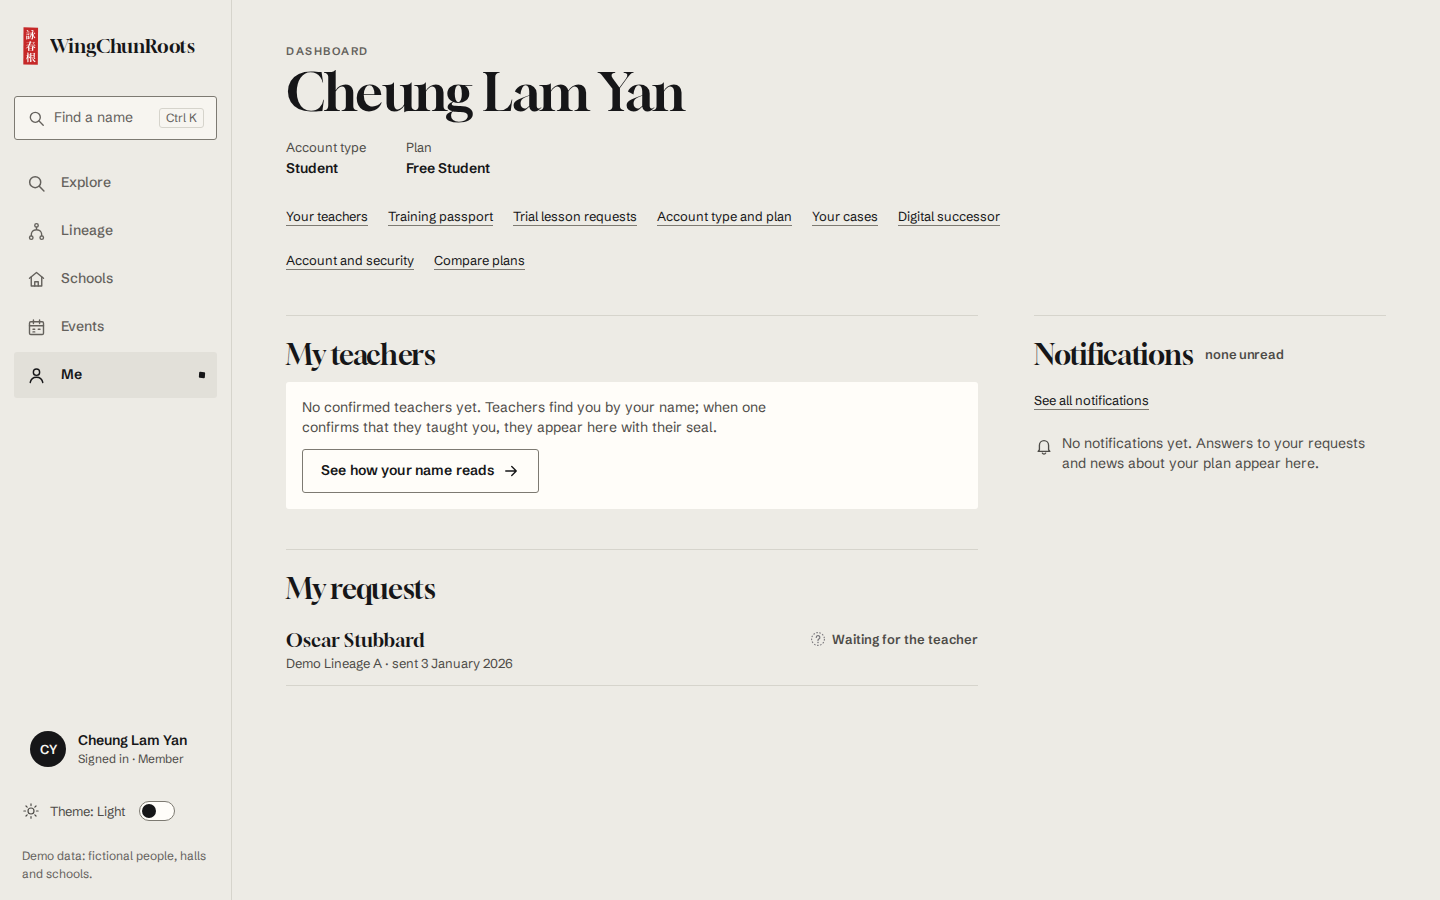 詠春根
WingChunRoots
Find a name
Ctrl K
Explore
Lineage
Schools
Events
Me
CY
Cheung Lam Yan
Signed in · Member
Theme: Light
Demo data: fictional people, halls
and schools.
DASHBOARD
Cheung Lam Yan
Account type
Student
Plan
Free Student
Your teachers
Training passport
Trial lesson requests
Account type and plan
Your cases
Digital successor
Account and security
Compare plans
My teachers
No confirmed teachers yet. Teachers find you by your name; when one
confirms that they taught you, they appear here with their seal.
See how your name reads →
My requests
Oscar Stubbard
Demo Lineage A · sent 3 January 2026
Waiting for the teacher
Notifications
none unread
See all notifications
No notifications yet. Answers to your requests
and news about your plan appear here.